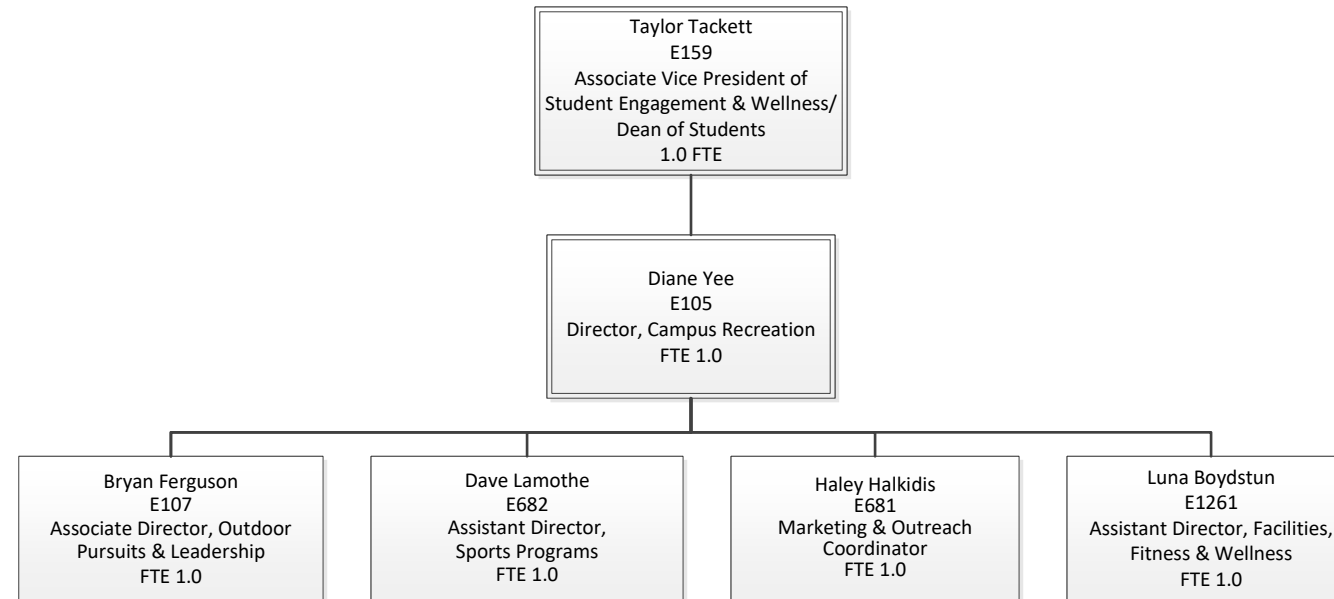 Taylor Tackett
E159
Associate Vice President of
Student Engagement & Wellness/
Dean of Students
1.0 FTE
Diane Yee
E105
Director, Campus Recreation
FTE 1.0
Bryan Ferguson
E107
Associate Director, Outdoor
Pursuits & Leadership
FTE 1.0
Dave Lamothe
E682
Assistant Director,
Sports Programs
FTE 1.0
Haley Halkidis
E681
Marketing & Outreach
Coordinator
FTE 1.0
Luna Boydstun
E1261
Assistant Director, Facilities,
Fitness & Wellness
FTE 1.0